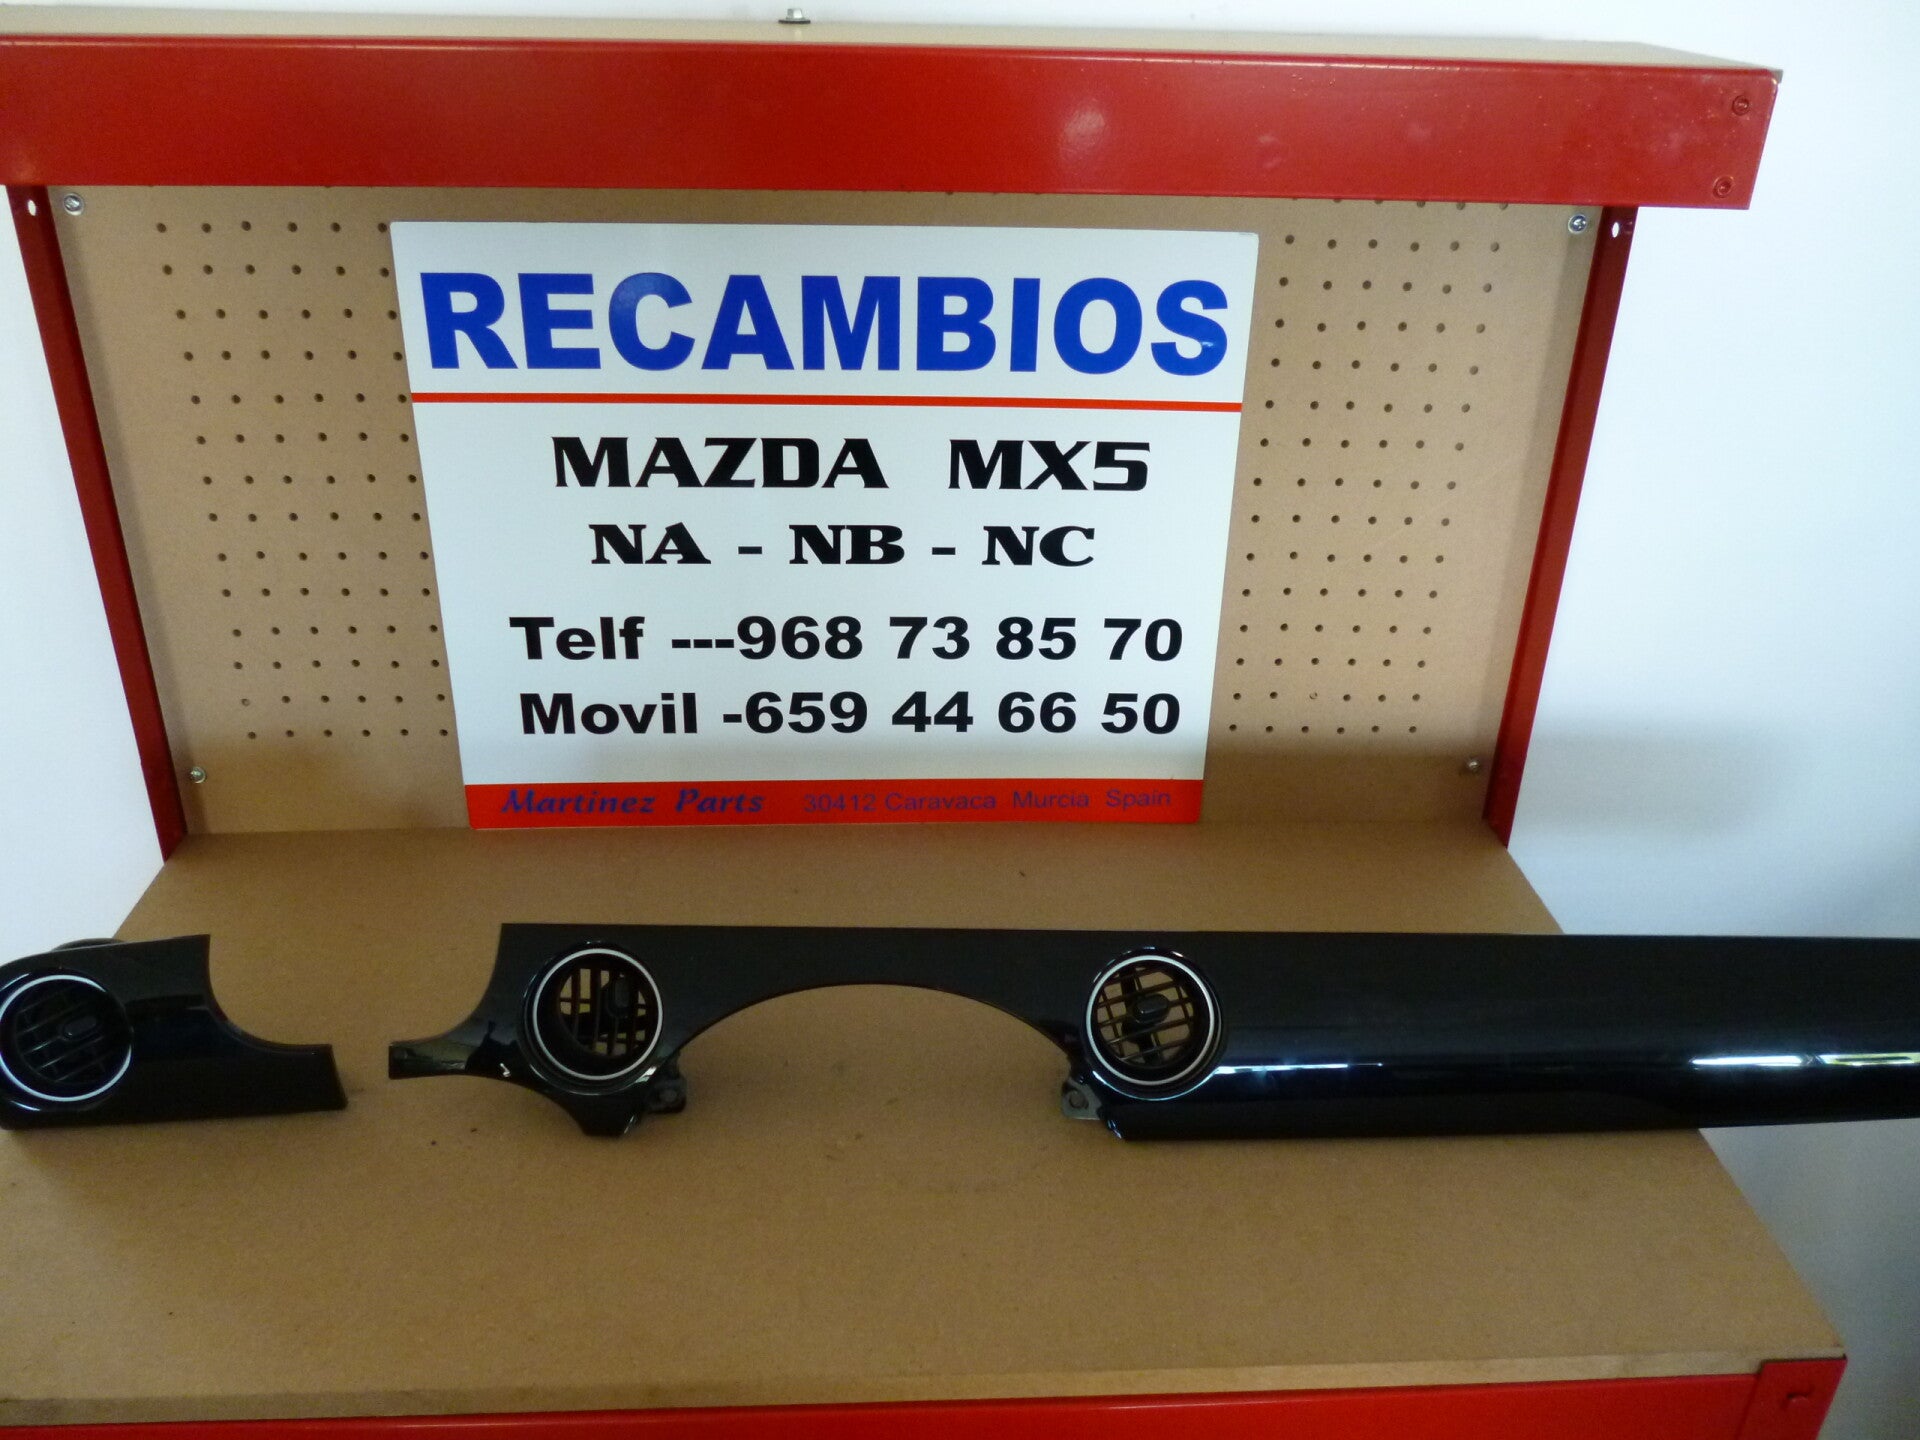 RECAMBIOS
MAZDA MX5
NA - NB - NC
Telf ---968 73 85 70
Movil -659 44 66 50
Martinez Parts 30412 Caravaca Murcia Spain